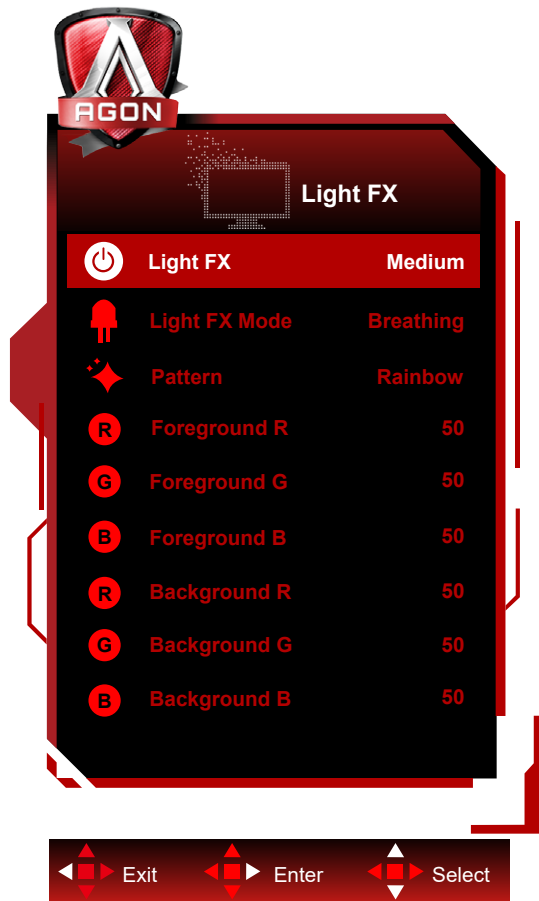 AGON
Light FX
Light FX Medium
Light FX Mode Breathing
Pattern Rainbow
R Foreground R 50
G Foreground G 50
B Foreground B 50
R Background R 50
G Background G 50
B Background B 50
Exit Enter Select